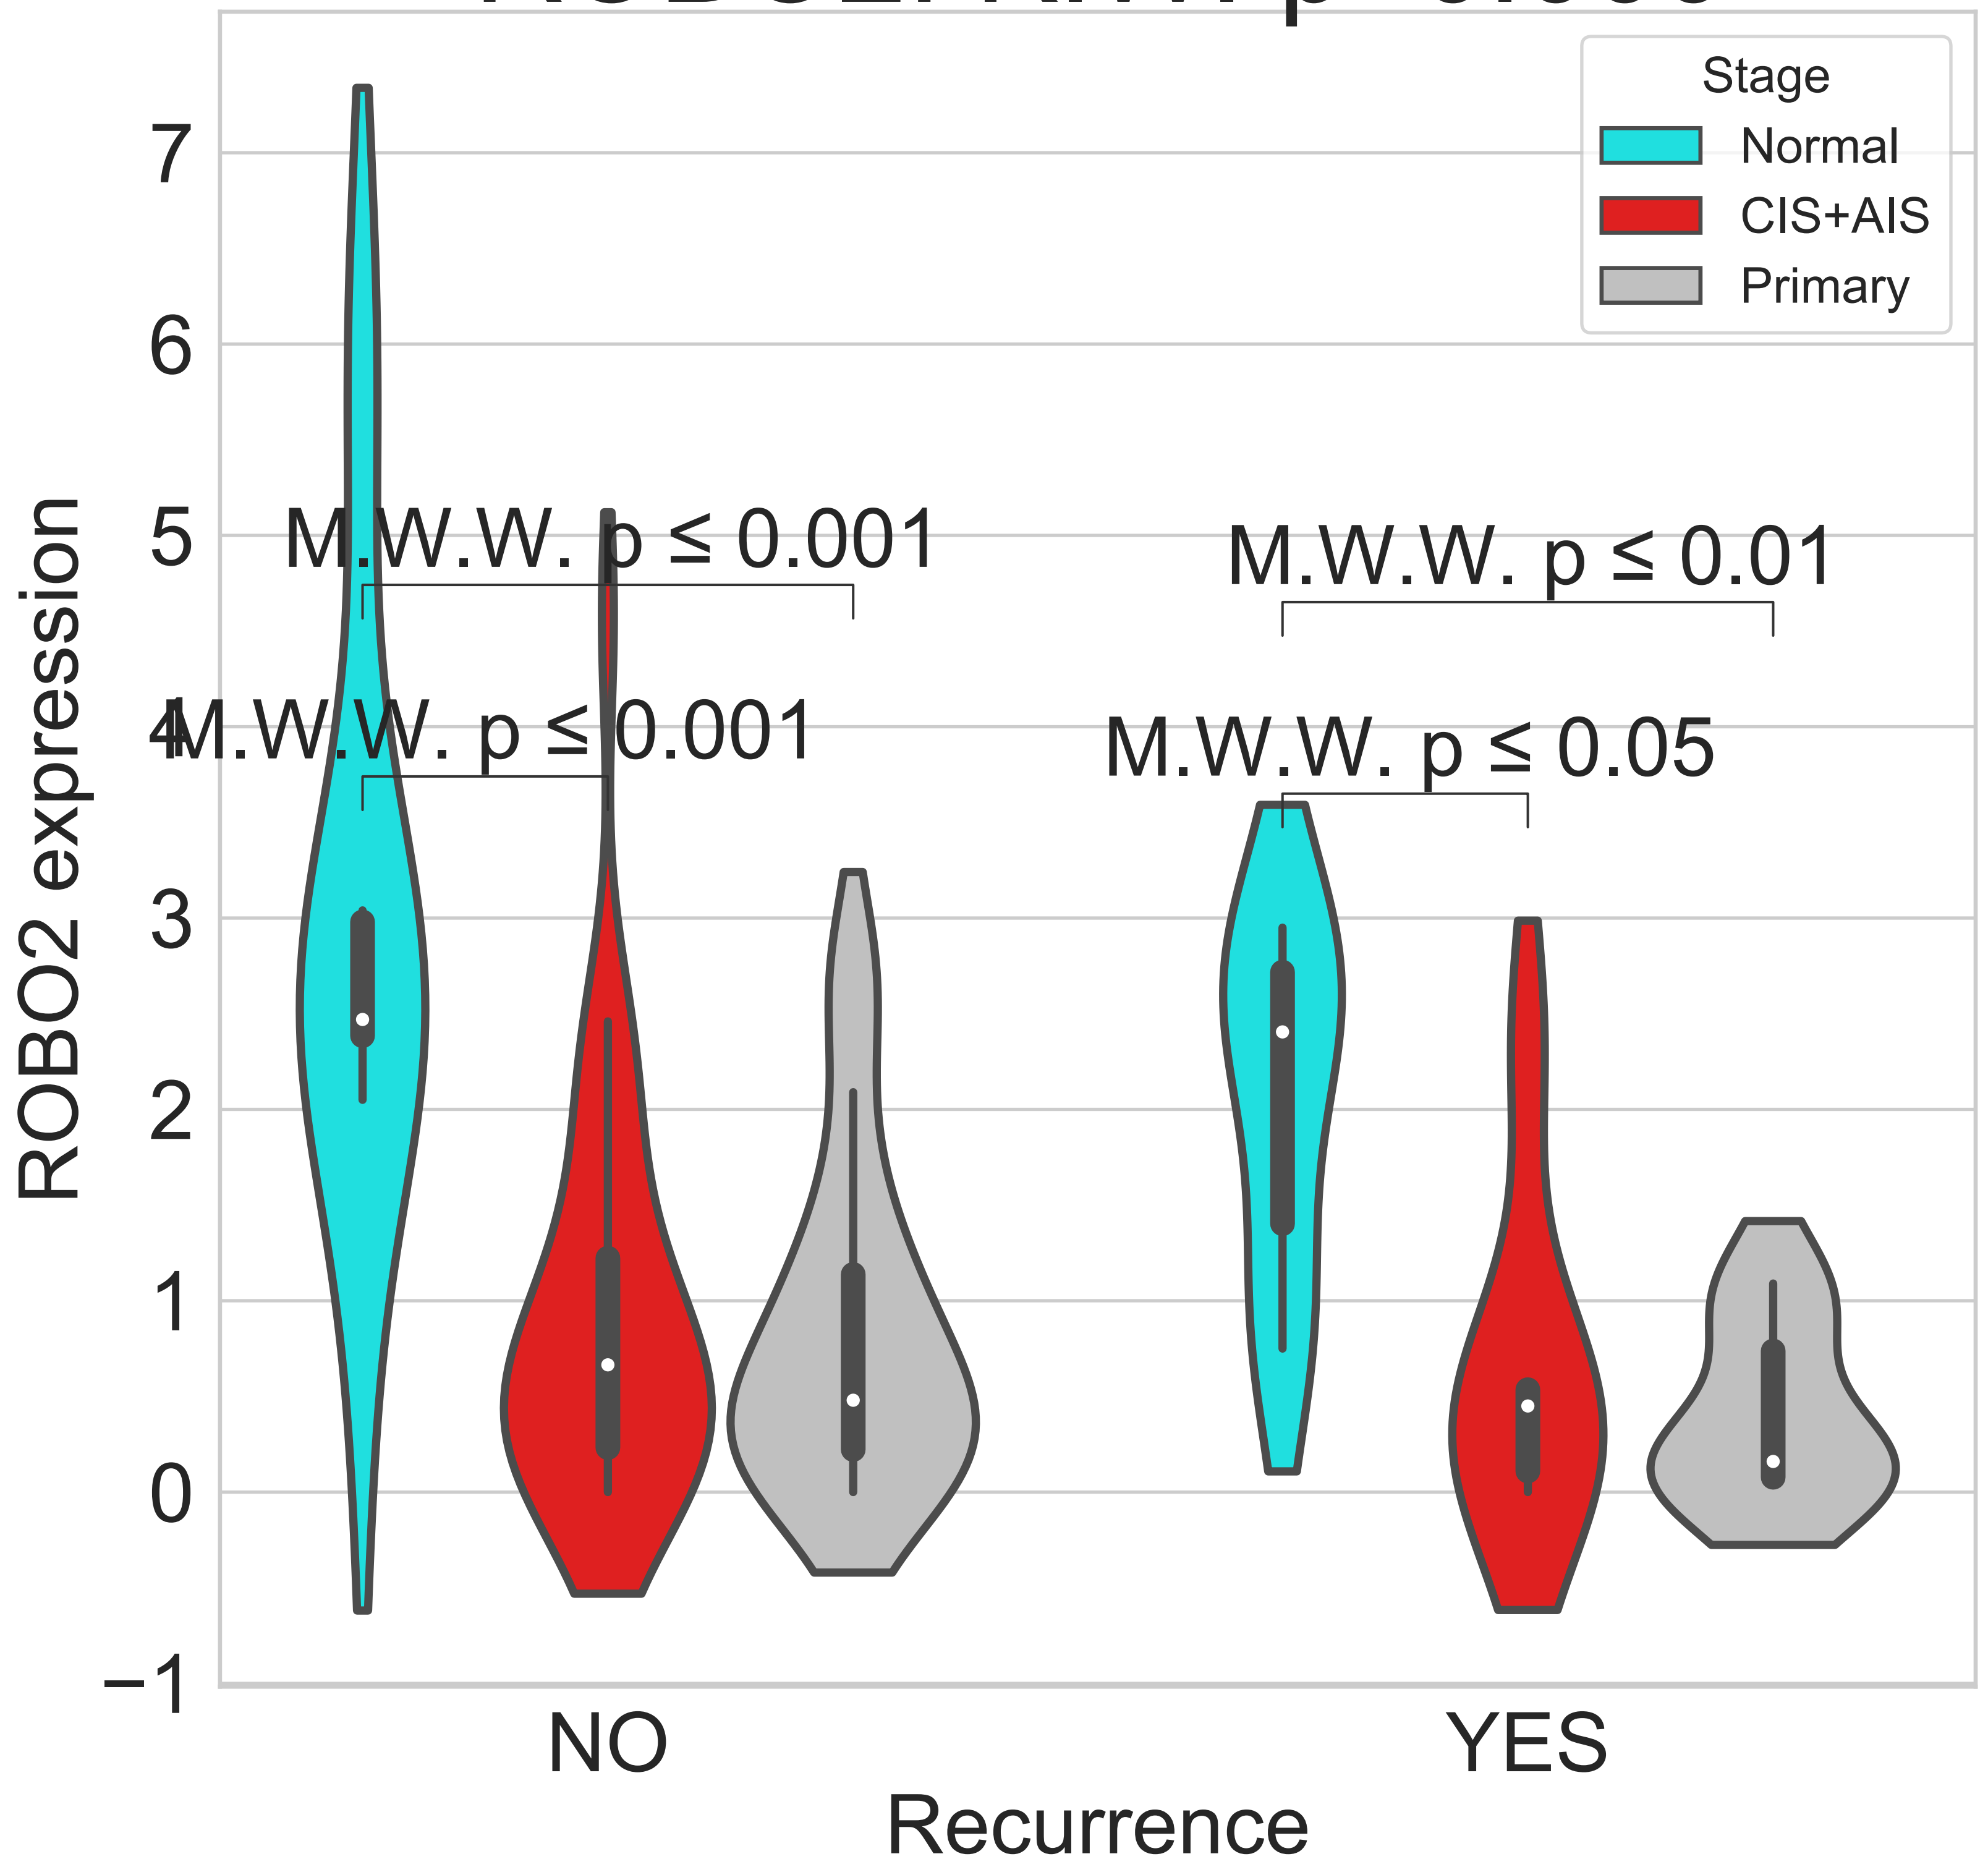 Stage
Normal
CIS+AIS
Primary
7
6
5
4
3
2
1
0
−1
ROBO2 expression
M.W.W. p ≤ 0.001
M.W.W. p ≤ 0.01
M.W.W. p ≤ 0.001
M.W.W. p ≤ 0.05
NO
YES
Recurrence